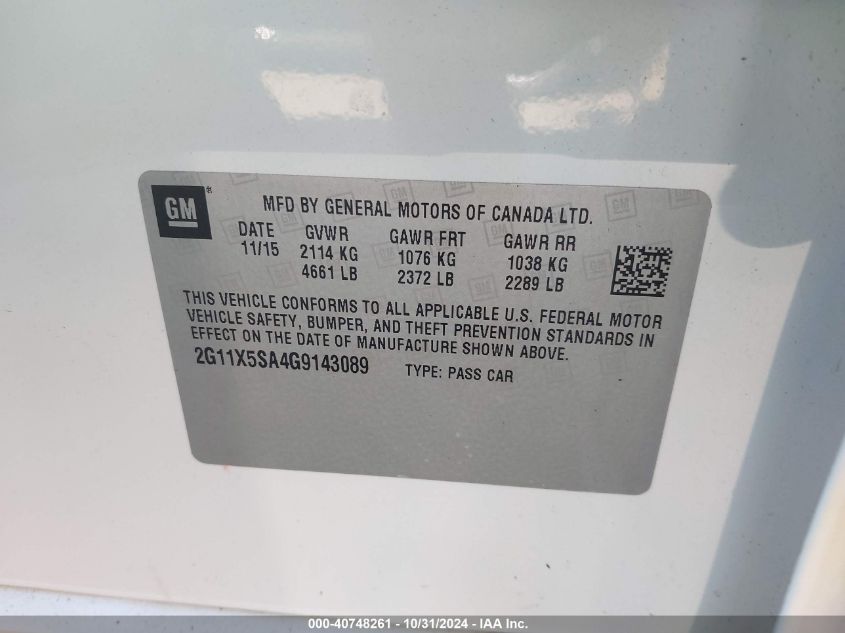 GM®
MFD BY GENERAL MOTORS OF CANADA LTD.
DATE GVWR GAWR FRT GAWR RR
11/15 2114 KG 1076 KG 1038 KG
4661 LB 2372 LB 2289 LB
THIS VEHICLE CONFORMS TO ALL APPLICABLE U.S. FEDERAL MOTOR
VEHICLE SAFETY, BUMPER, AND THEFT PREVENTION STANDARDS IN
EFFECT ON THE DATE OF MANUFACTURE SHOWN ABOVE.
2G11X5SA4G9143089 TYPE: PASS CAR
000-40748261 - 10/31/2024 - IAA Inc.